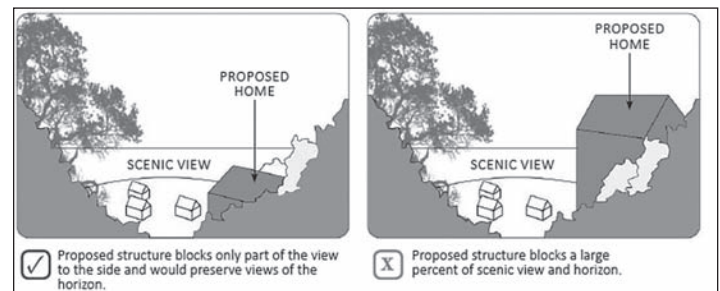 PROPOSED
HOME
SCENIC VIEW
✓
Proposed structure blocks only part of the view
to the side and would preserve views of the
horizon.
PROPOSED
HOME
SCENIC VIEW
X
Proposed structure blocks a large
percent of scenic view and horizon.